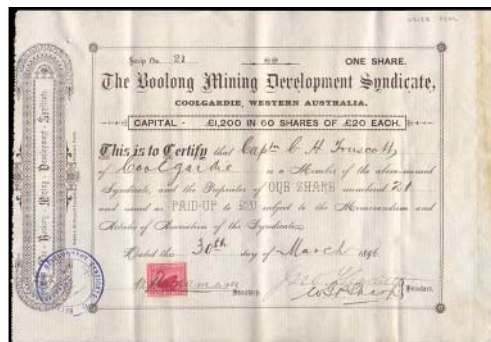 Scrip No. 21
ONE SHARE.
The Boolong Mining Development Syndicate,
COOLGARDIE, WESTERN AUSTRALIA.
CAPITAL - £1,200 IN 60 SHARES OF £20 EACH.
This is to Certify that Captn C. H. Truscott
of Coolgardie is a Member of the above-named
Syndicate, and the Proprietor of ONE SHARE numbered 21
and issued as PAID-UP to £20 subject to the Memorandum and
Articles of Association of the Syndicate.
Dated this 30th day of March 1896.
Secretary.
Directors.